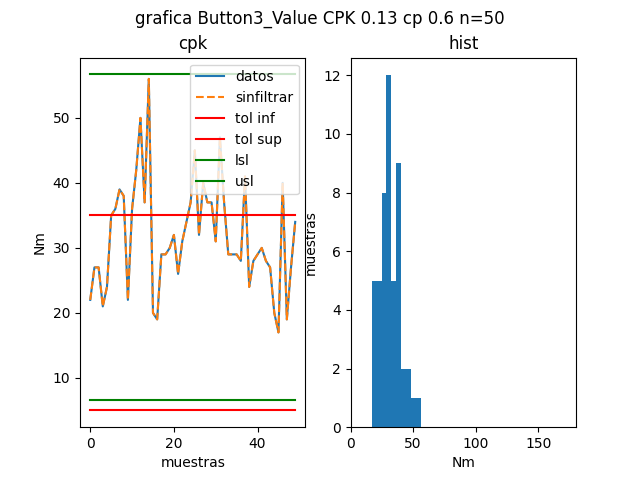 grafica Button3_Value CPK 0.13 cp 0.6 n=50
cpk
datos
sinfiltrar
tol inf
tol sup
lsl
usl
50
40
30
20
10
Nm
0
20
40
muestras
hist
12
10
8
6
4
2
0
muestras
0
50
100
150
Nm